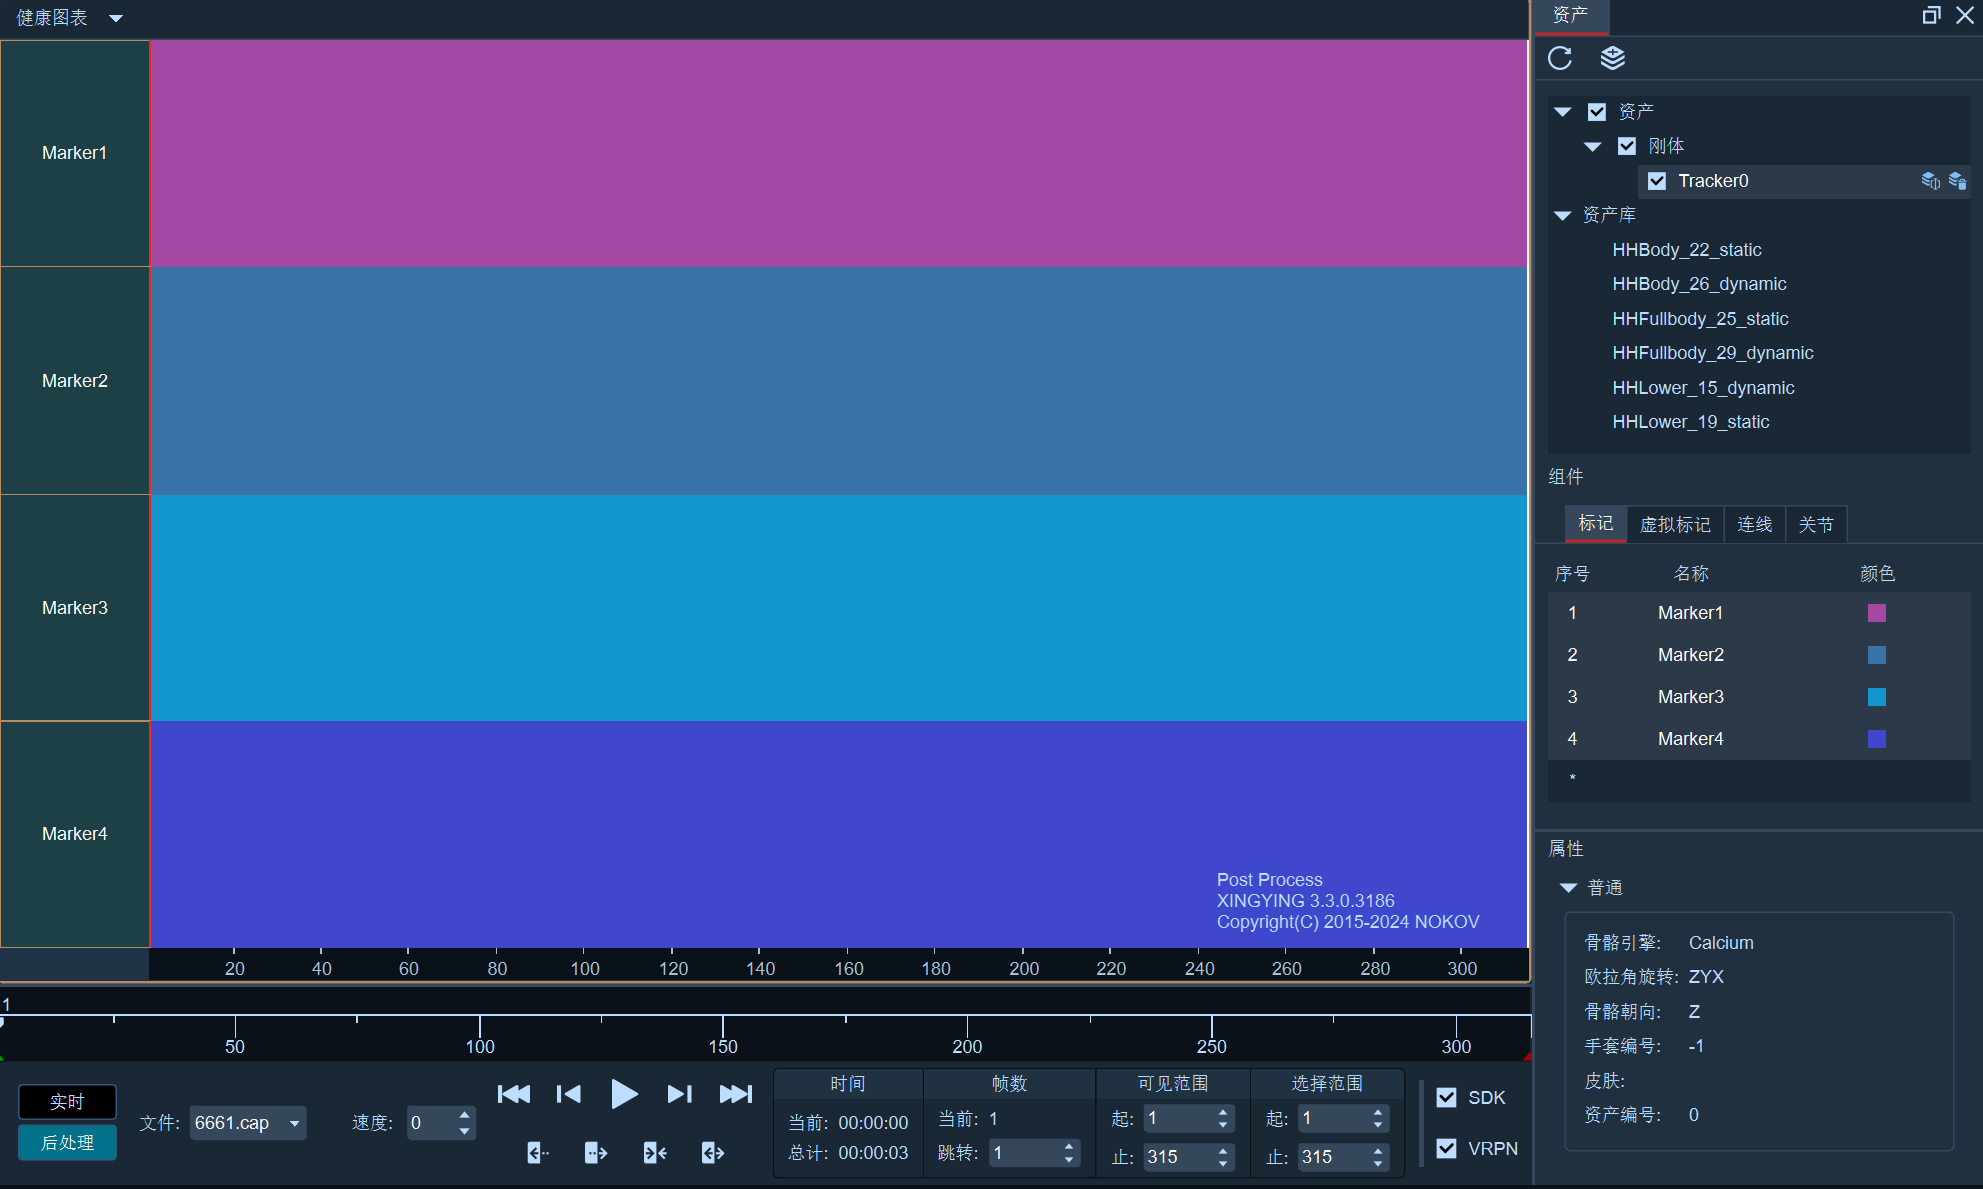 健康图表
Marker1
Marker2
Marker3
Marker4
Post Process
XINGYING 3.3.0.3186
Copyright(C) 2015-2024 NOKOV
20 40 60 80 100 120 140 160 180 200 220 240 260 280 300
1
50 100 150 200 250 300
实时
后处理
文件: 6661.cap
速度: 0
时间
当前: 00:00:00
总计: 00:00:03
帧数
当前: 1
跳转: 1
可见范围
起: 1
止: 315
选择范围
起: 1
止: 315
SDK
VRPN
资产
资产
刚体
Tracker0
资产库
HHBody_22_static
HHBody_26_dynamic
HHFullbody_25_static
HHFullbody_29_dynamic
HHLower_15_dynamic
HHLower_19_static
组件
标记 虚拟标记 连线 关节
序号 名称 颜色
1 Marker1
2 Marker2
3 Marker3
4 Marker4
*
属性
普通
骨骼引擎: Calcium
欧拉角旋转: ZYX
骨骼朝向: Z
手套编号: -1
皮肤:
资产编号: 0